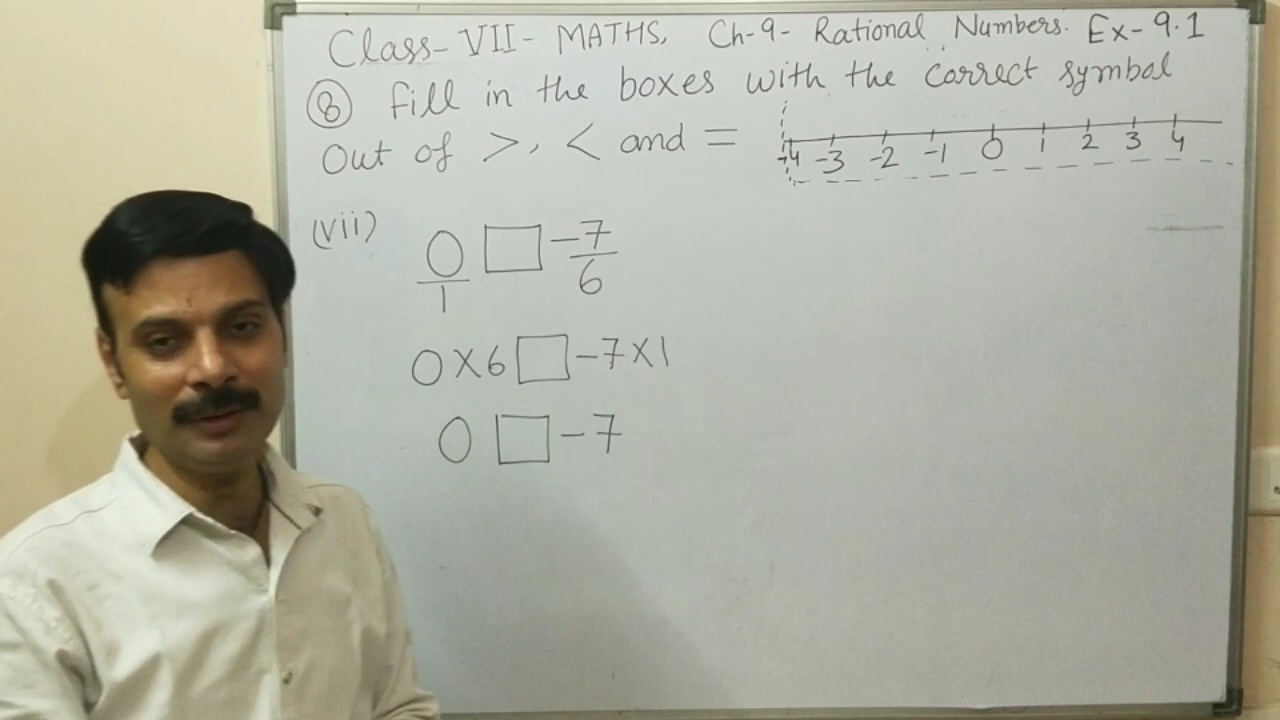 Class-VII- MATHS, Ch-9- Rational Numbers. Ex-9.1
⑧ Fill in the boxes with the correct symbol
Out of >, < and =
-4 -3 -2 -1 0 1 2 3 4
(vii)
0/1 □ -7/6
0×6 □ -7×1
0 □ -7